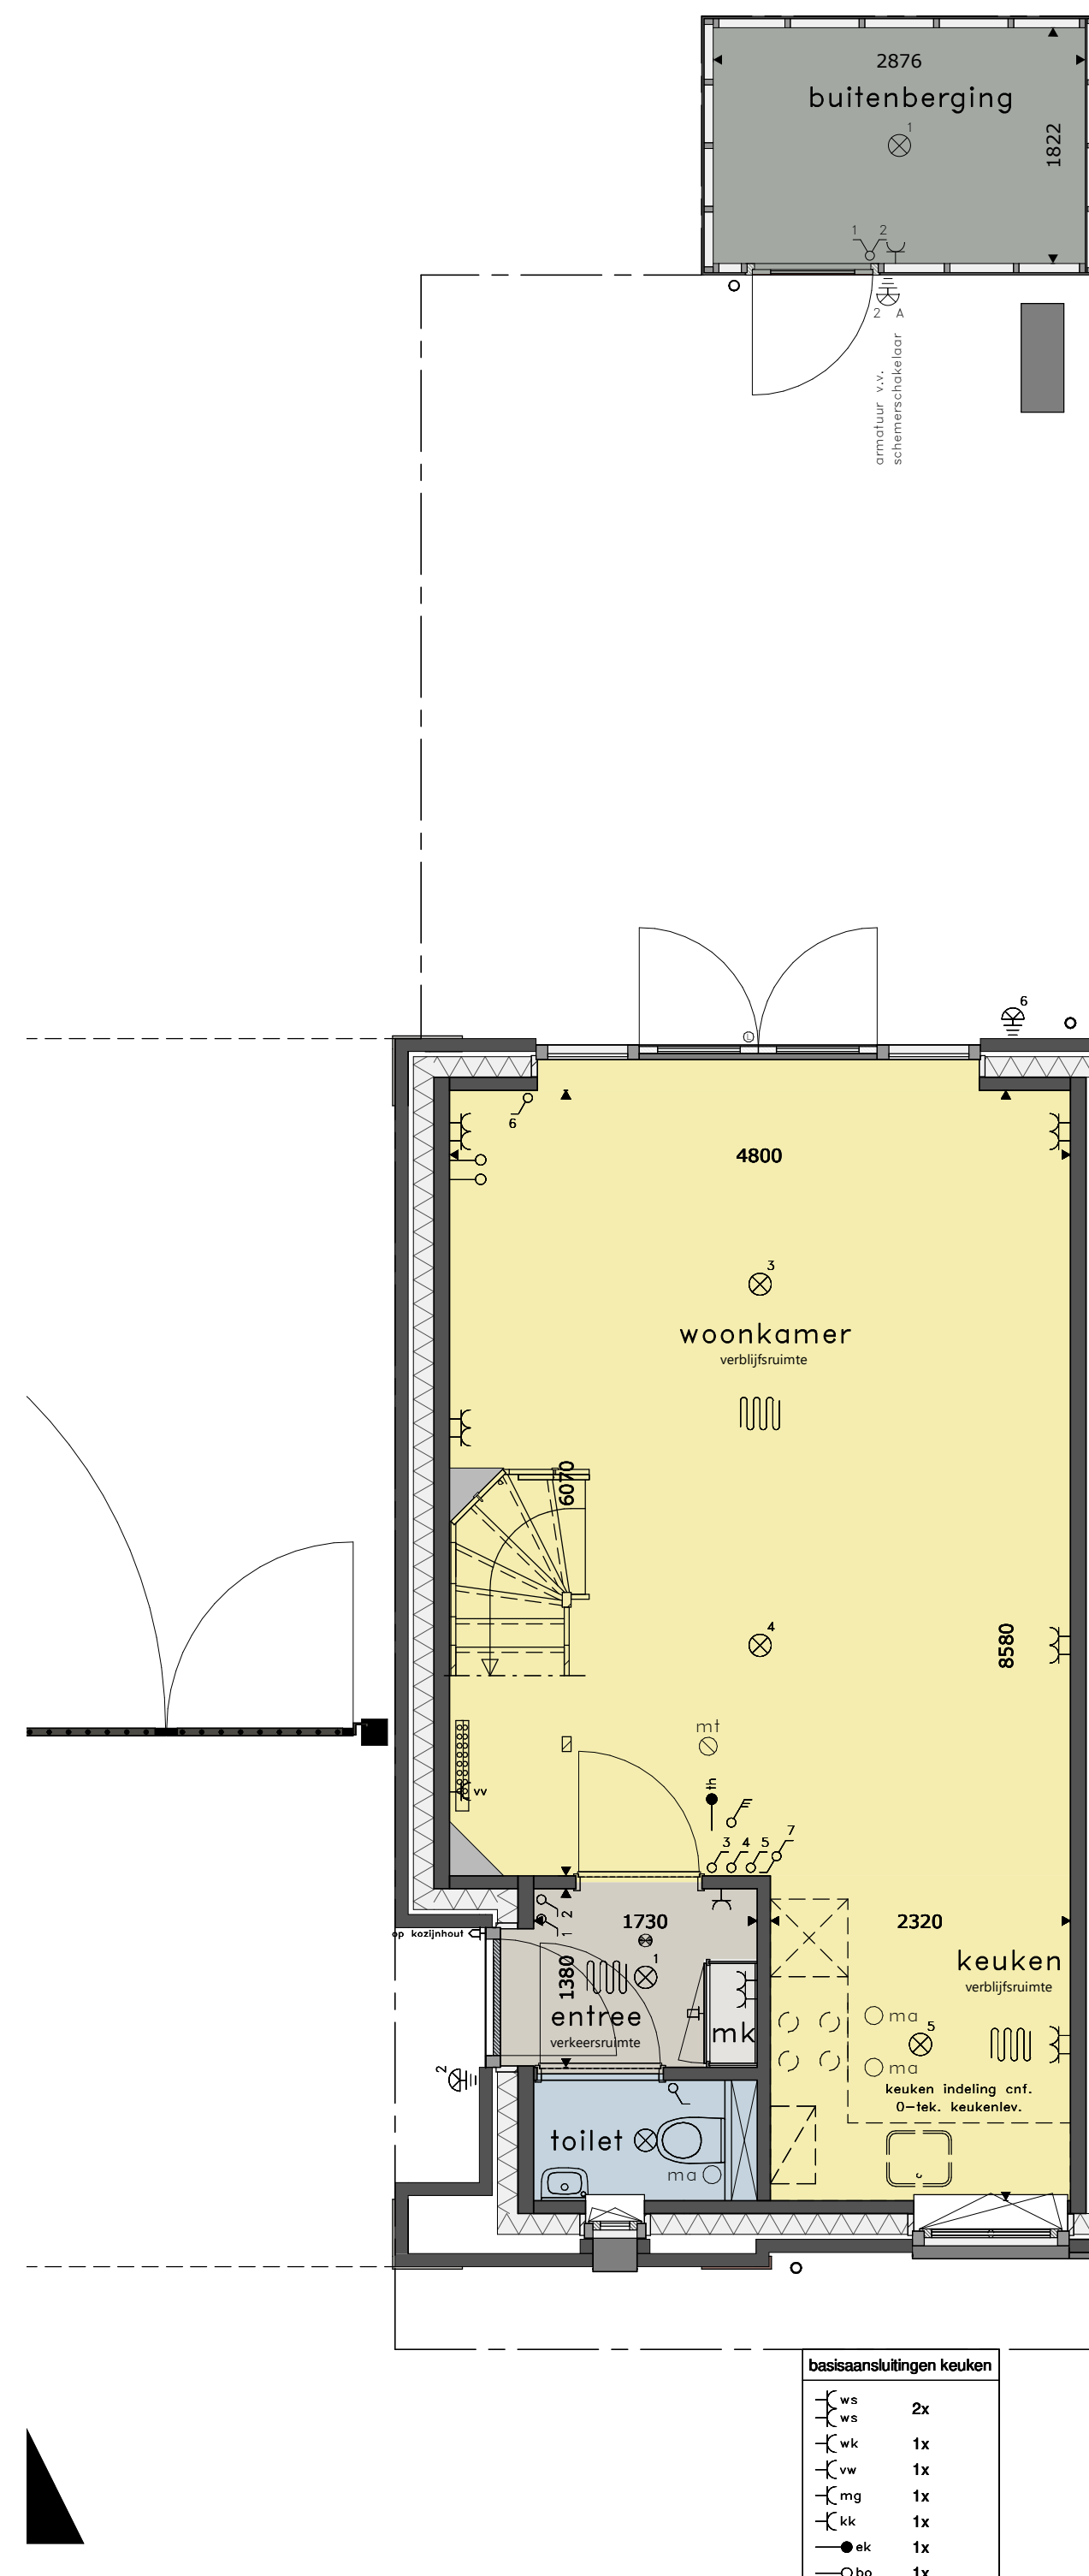 2876
buitenberging
1
1822
1 2
2 A
armatuur v.v.
schemerschakelaar
6
6
4800
3
woonkamer
verblijfsruimte
6070
4
8580
mt
vv
th
3 4 5 7
1 2
op kozijnhout
1730
2320
1380
1
keuken
verblijfsruimte
entree
verkeersruimte
mk
ma
5
ma
2
keuken indeling cnf.
0-tek. keukenlev.
toilet
ma
basisaansluitingen keuken
ws
ws 2x
wk 1x
vw 1x
mg 1x
kk 1x
ek 1x
bo 1x